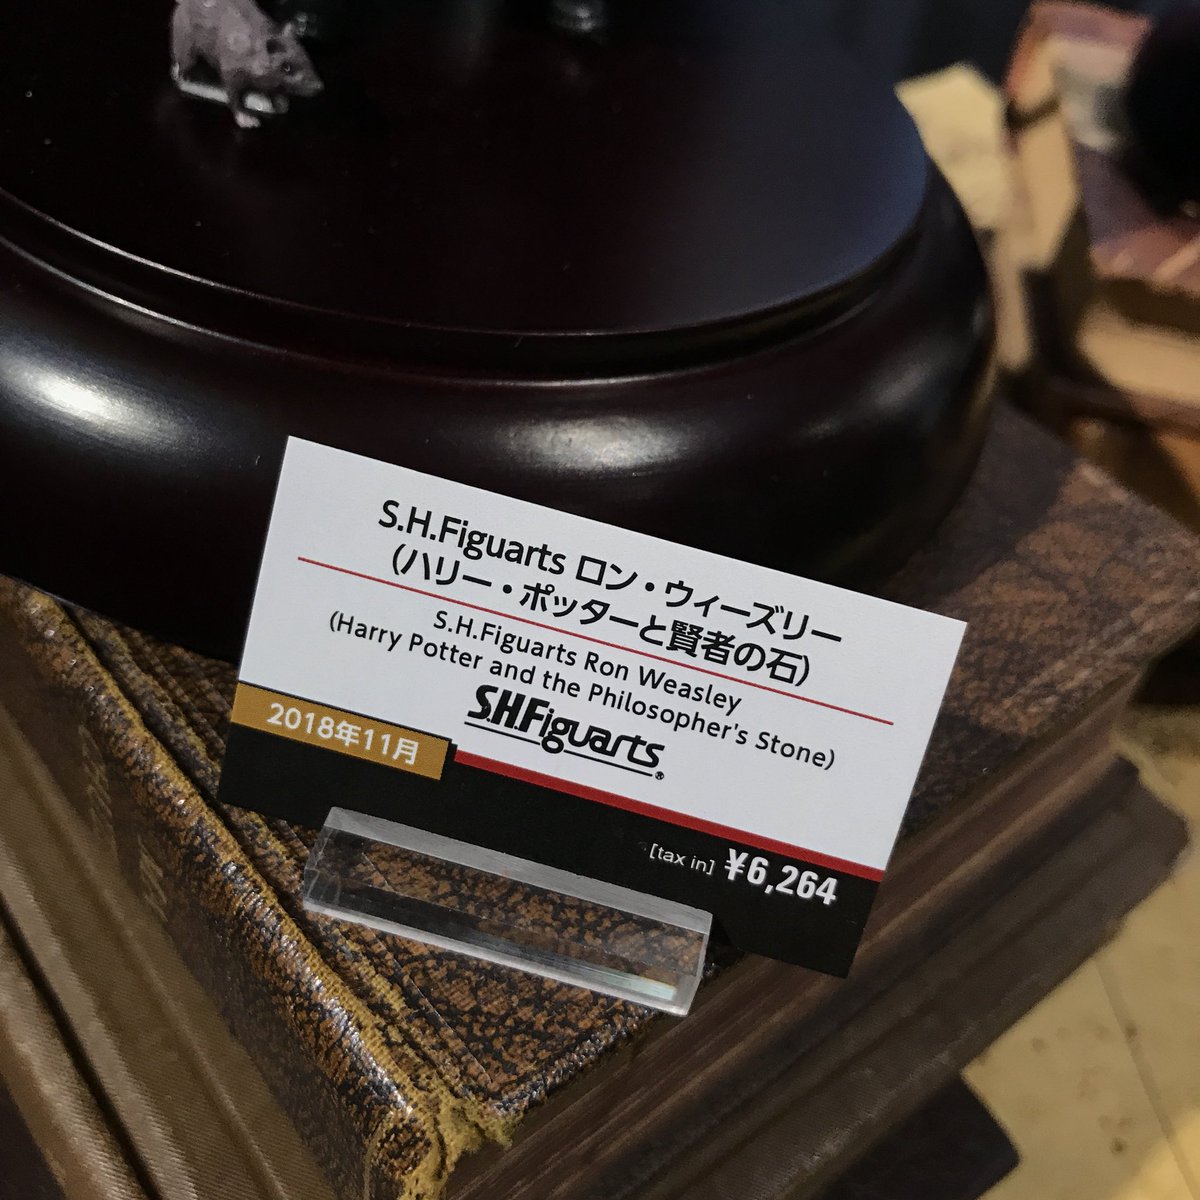 S.H.Figuarts ロン・ウィーズリー
(ハリー・ポッターと賢者の石)
S.H.Figuarts Ron Weasley
(Harry Potter and the Philosopher's Stone)
S.H.Figuarts®
2018年11月
[tax in] ¥6,264